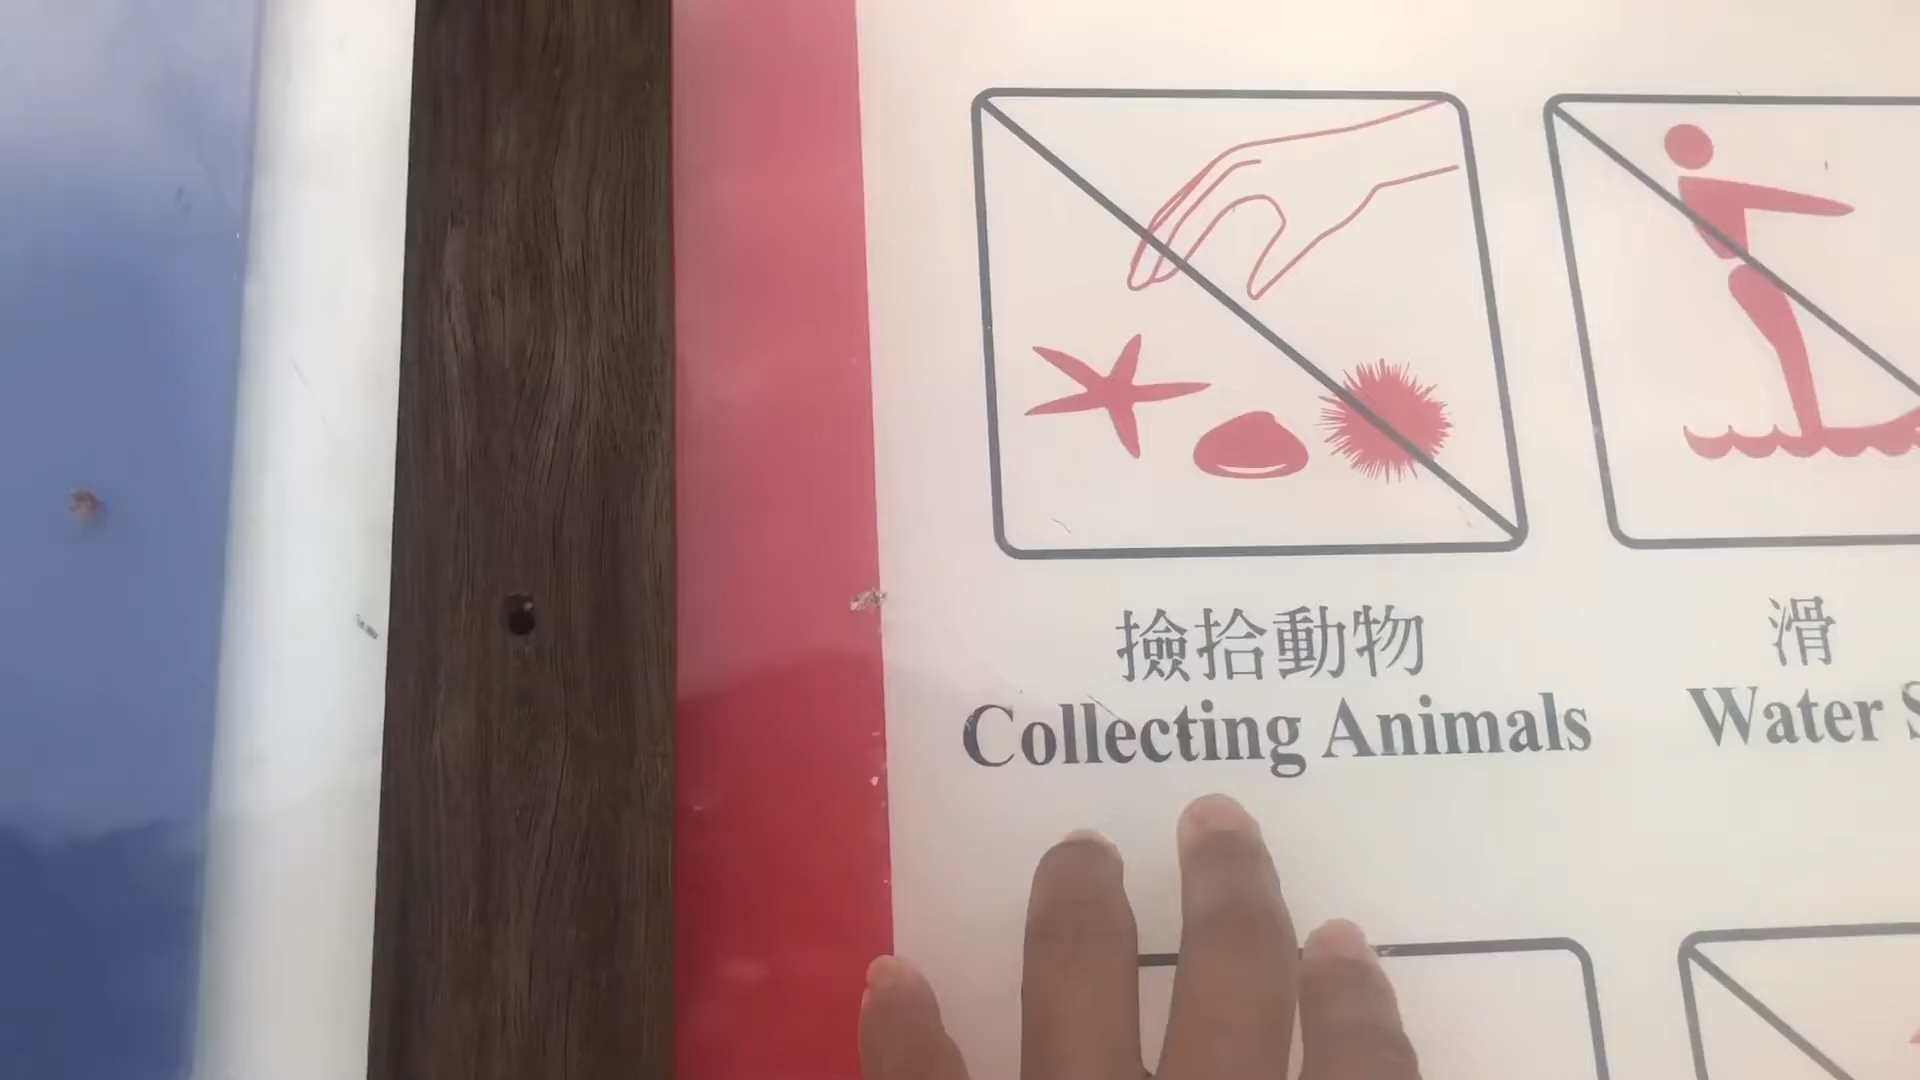 撿拾動物
Collecting Animals
滑
Water